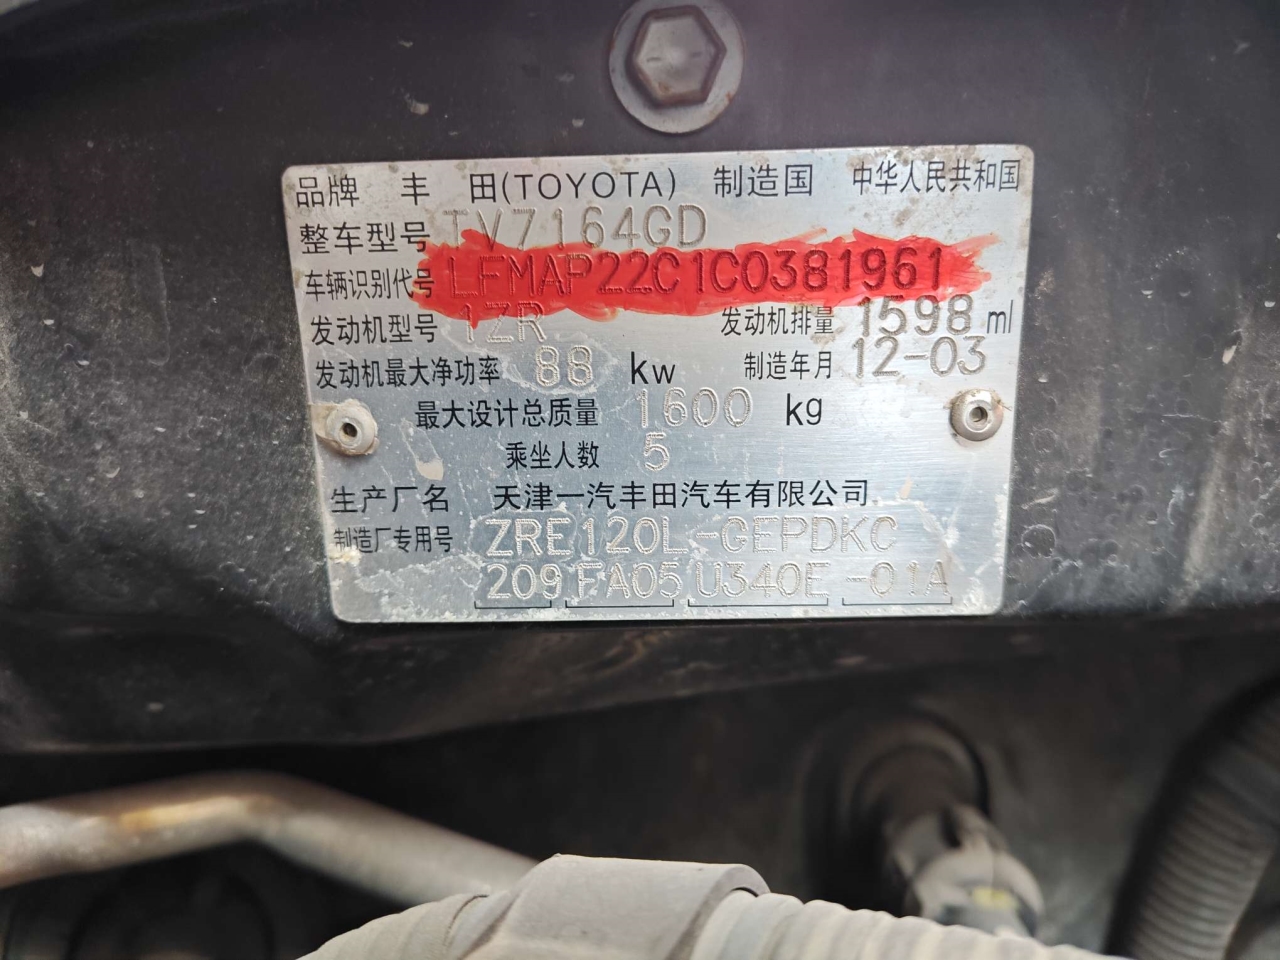 品牌 丰 田(TOYOTA) 制造国 中华人民共和国
整车型号 TV7164GD
车辆识别代号 LFMAP22C1C0381961
发动机型号 1ZR 发动机排量 1598 ml
发动机最大净功率 88 kw 制造年月 12-03
最大设计总质量 1600 kg
乘坐人数 5
生产厂名 天津一汽丰田汽车有限公司
制造厂专用号 ZRE120L-GEPDKC
209 FA05 U340E -01A